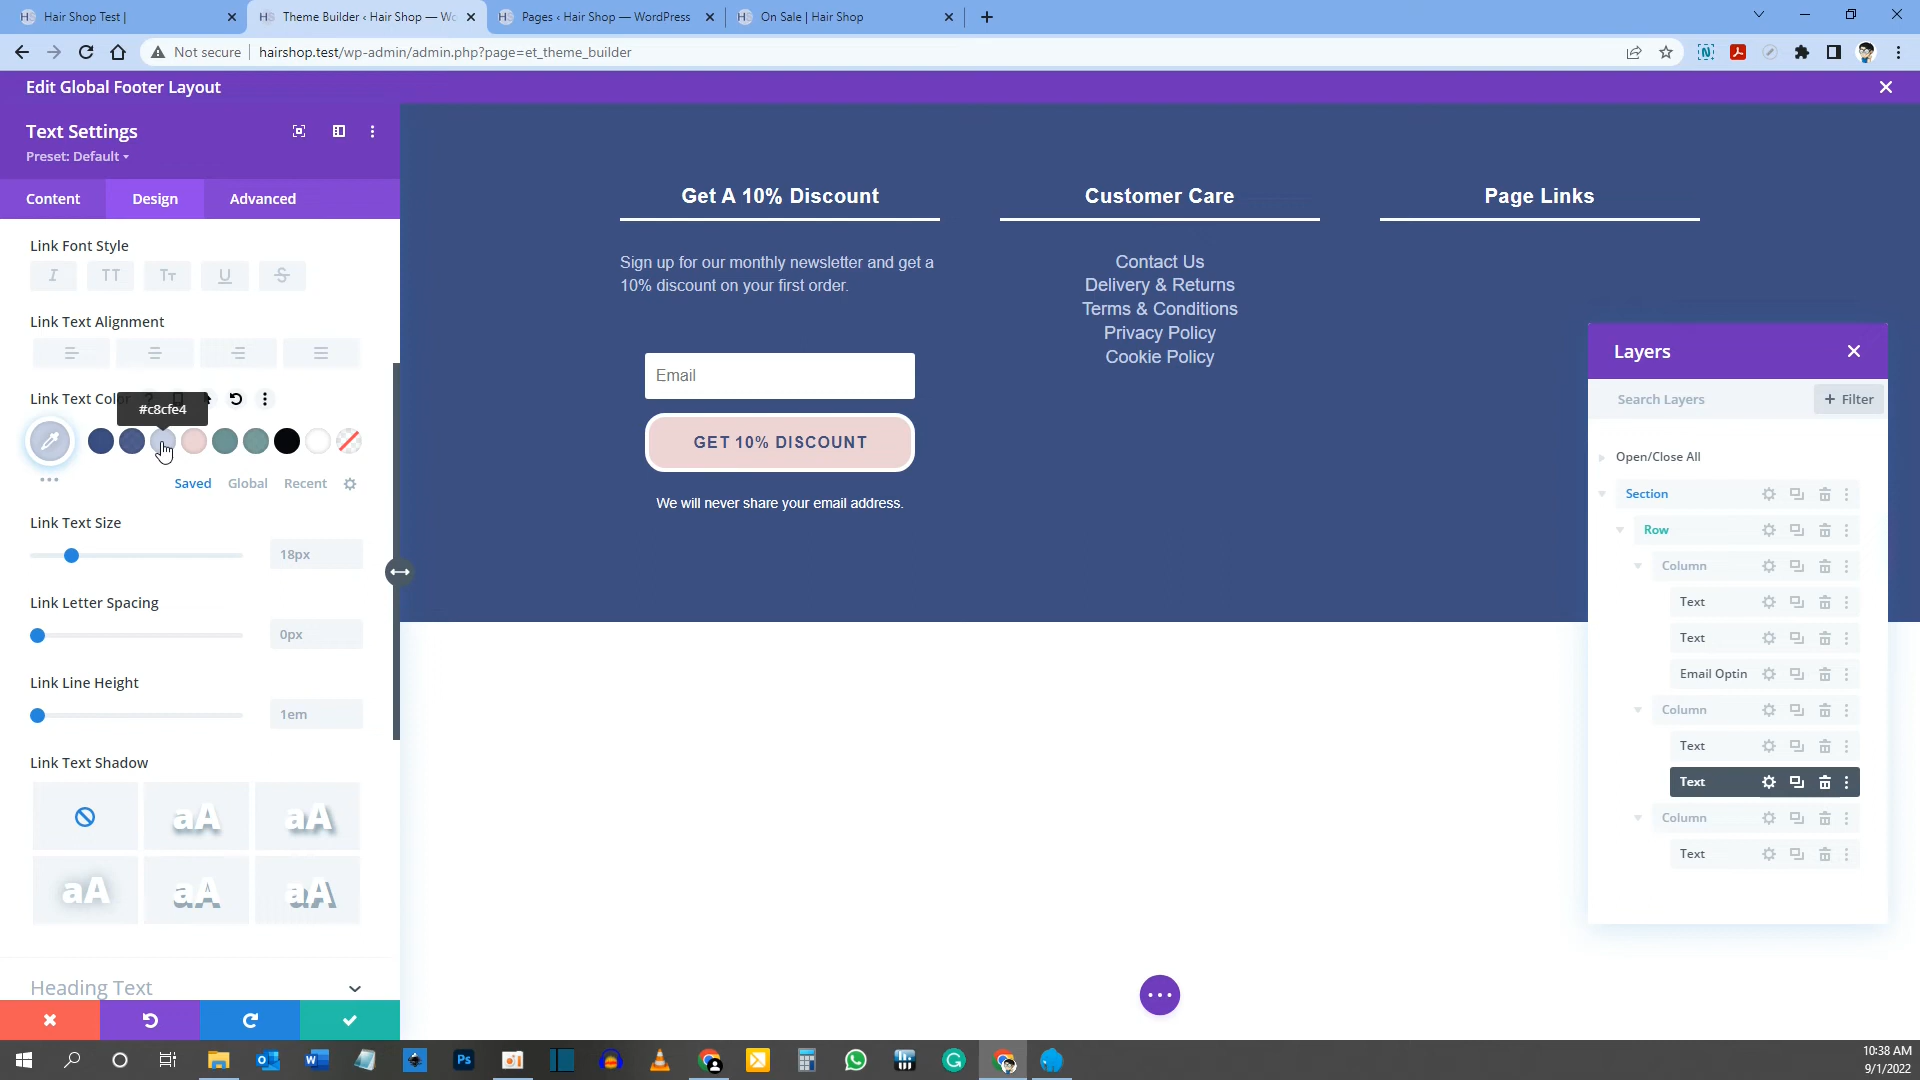 Hair Shop Test |
Theme Builder ‹ Hair Shop — Wo
Pages ‹ Hair Shop — WordPress
On Sale | Hair Shop
Not secure
hairshop.test/wp-admin/admin.php?page=et_theme_builder
Edit Global Footer Layout
Text Settings
Preset: Default
Content
Design
Advanced
Link Font Style
I
TT
Tт
U
S
Link Text Alignment
Link Text Color
#c8cfe4
Saved
Global
Recent
Link Text Size
18px
Link Letter Spacing
0px
Link Line Height
1em
Link Text Shadow
aA
aA
aA
aA
aA
Heading Text
Get A 10% Discount
Sign up for our monthly newsletter and get a
10% discount on your first order.
Email
GET 10% DISCOUNT
We will never share your email address.
Customer Care
Contact Us
Delivery & Returns
Terms & Conditions
Privacy Policy
Cookie Policy
Page Links
Layers
Search Layers
+ Filter
Open/Close All
Section
Row
Column
Text
Text
Email Optin
Column
Text
Text
Column
Text
Ps
10:38 AM
9/1/2022